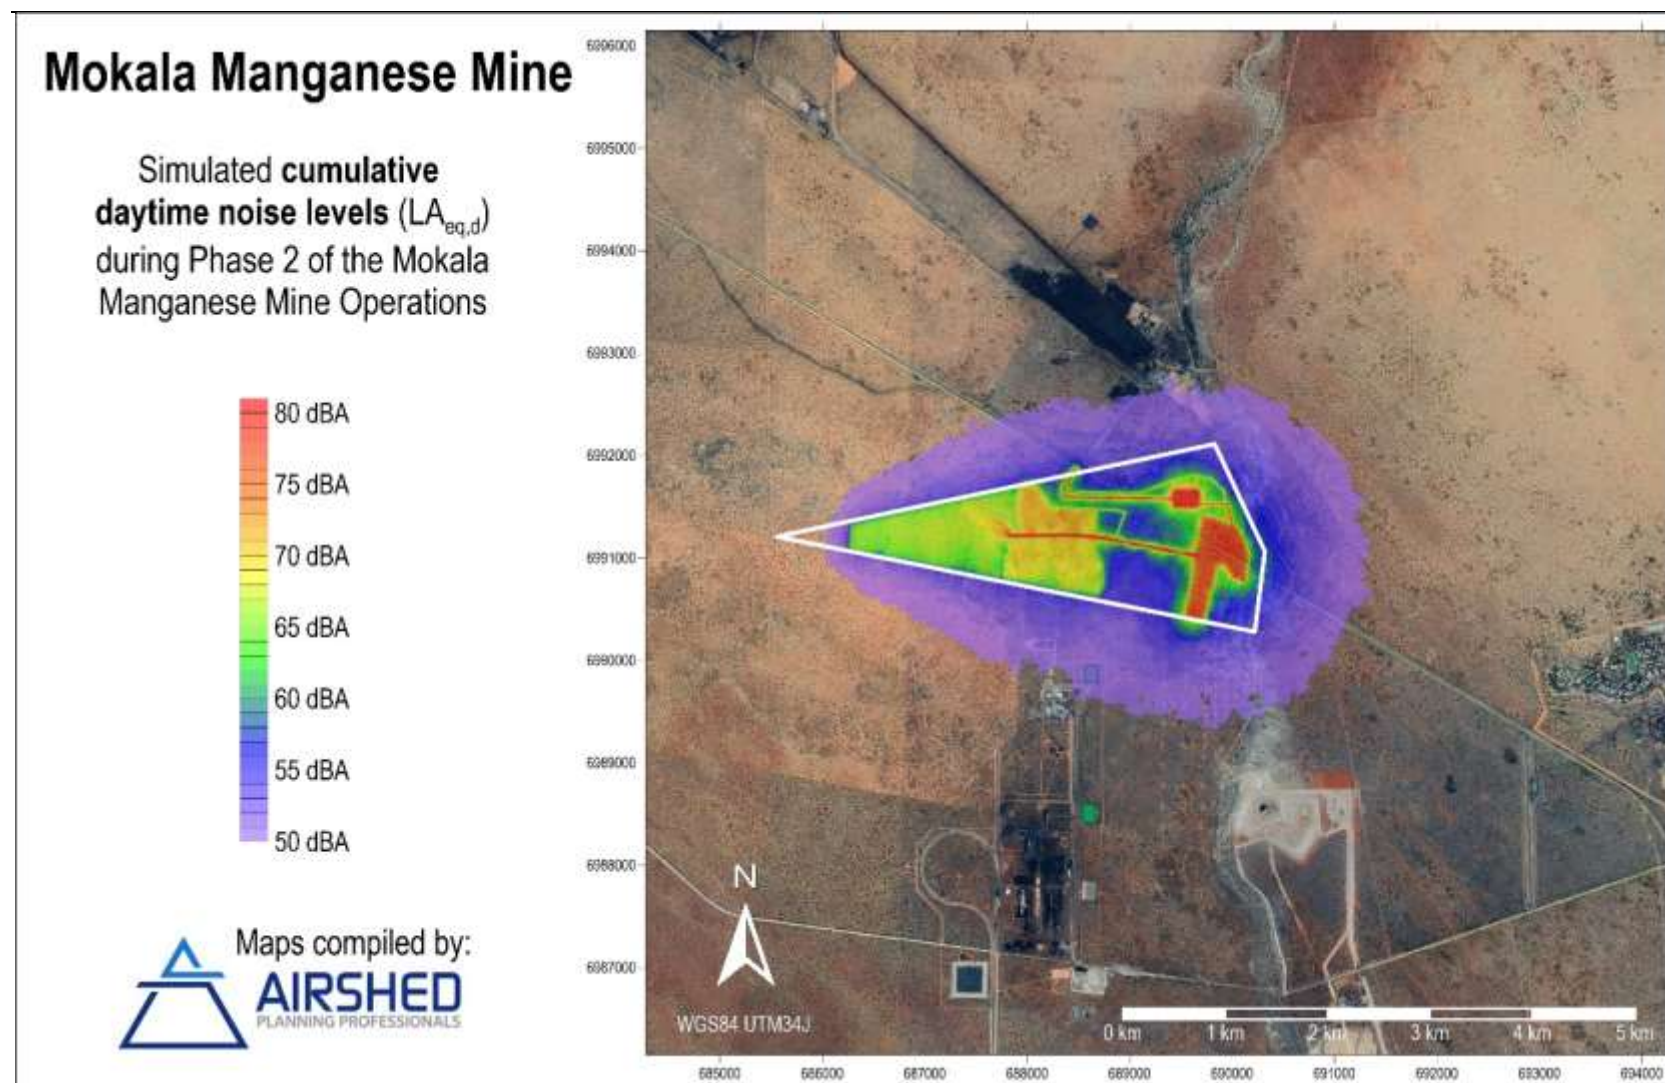 Mokala Manganese Mine
Simulated cumulative
daytime noise levels (LAeq,d)
during Phase 2 of the Mokala
Manganese Mine Operations
80 dBA
75 dBA
70 dBA
65 dBA
60 dBA
55 dBA
50 dBA
Maps compiled by:
AIRSHED
PLANNING PROFESSIONALS
6996000
6995000
6994000
6993000
6992000
6991000
6990000
6989000
6988000
6987000
N
WGS84 UTM34J
0 km 1 km 2 km 3 km 4 km 5 km
685000 686000 687000 688000 689000 690000 691000 692000 693000 694000